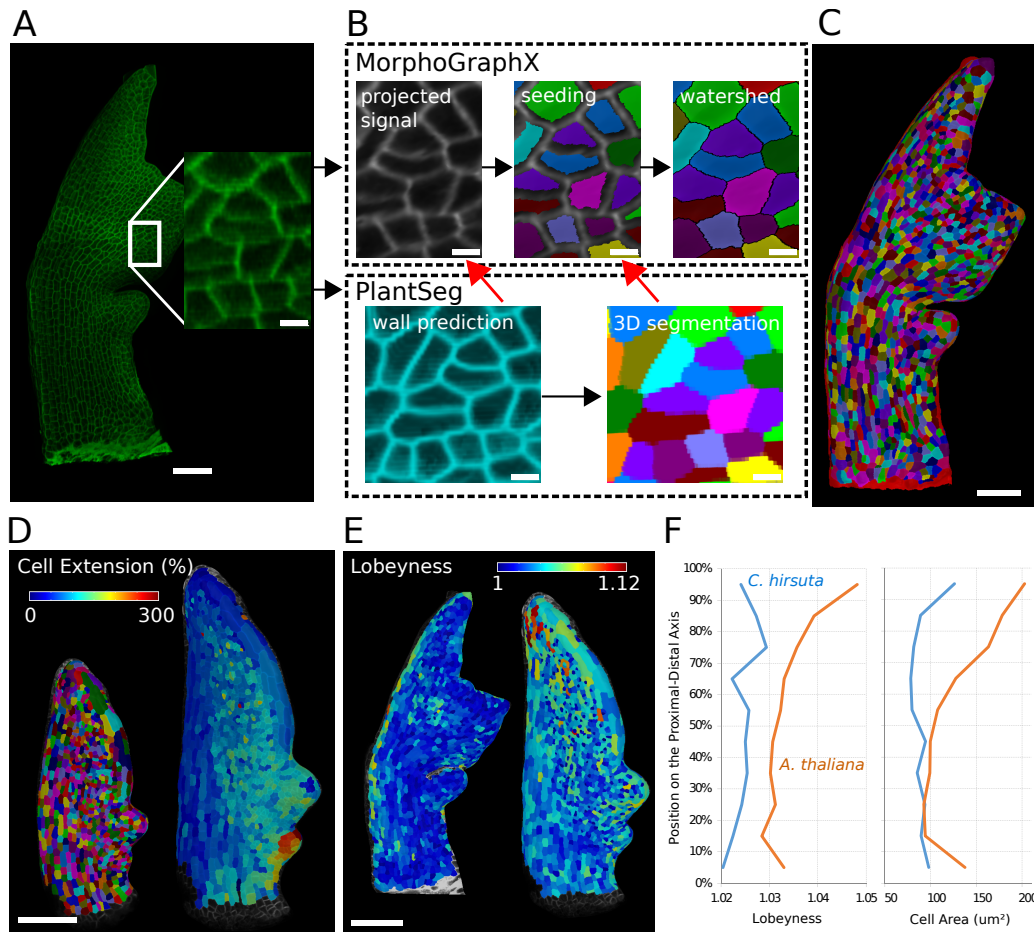 A
B
C
MorphoGraphX
projected
signal
seeding
watershed
PlantSeg
wall prediction
3D segmentation
D
E
F
Cell Extension (%)
0
300
Lobeyness
1
1.12
Position on the Proximal-Distal Axis
100%
90%
80%
70%
60%
50%
40%
30%
20%
10%
0%
C. hirsuta
A. thaliana
1.02
1.03
1.04
1.05
Lobeyness
50
100
150
200
Cell Area (um²)